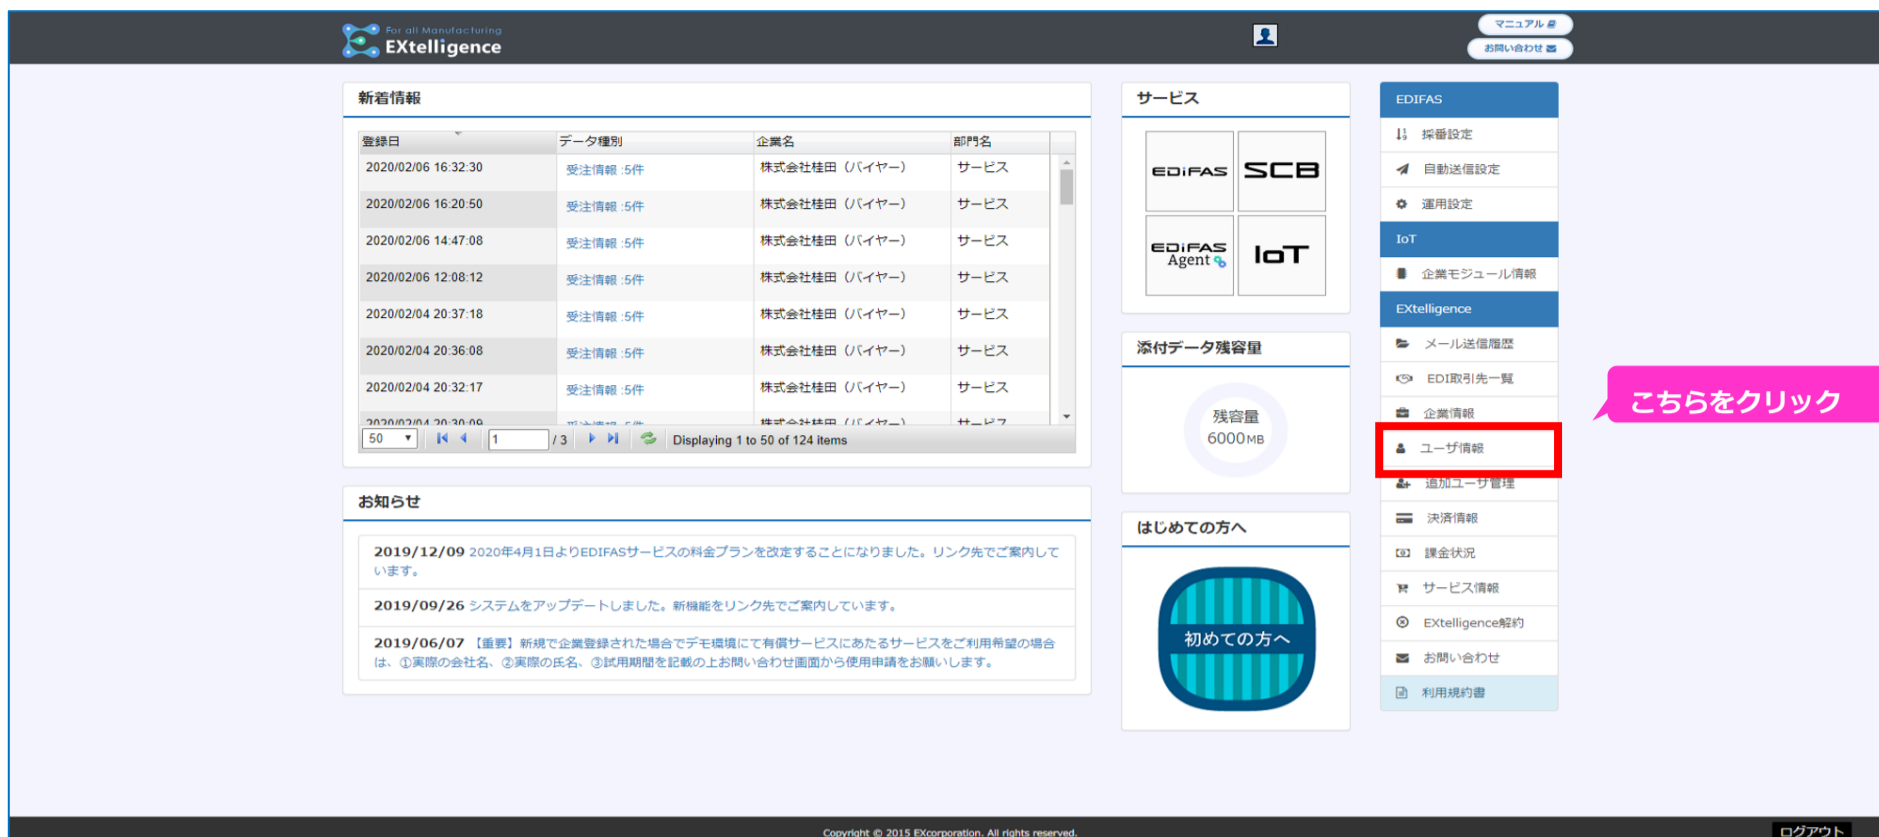 For all Manufacturing
EXtelligence
マニュアル
お問い合わせ
新着情報
登録日 データ種別 企業名 部門名
2020/02/06 16:32:30 受注情報 :5件 株式会社桂田（バイヤー） サービス
2020/02/06 16:20:50 受注情報 :5件 株式会社桂田（バイヤー） サービス
2020/02/06 14:47:08 受注情報 :5件 株式会社桂田（バイヤー） サービス
2020/02/06 12:08:12 受注情報 :5件 株式会社桂田（バイヤー） サービス
2020/02/04 20:37:18 受注情報 :5件 株式会社桂田（バイヤー） サービス
2020/02/04 20:36:08 受注情報 :5件 株式会社桂田（バイヤー） サービス
2020/02/04 20:32:17 受注情報 :5件 株式会社桂田（バイヤー） サービス
2020/02/04 20:30:09 受注情報 :5件 株式会社桂田（バイヤー） サービス
50 1 / 3 Displaying 1 to 50 of 124 items
お知らせ
2019/12/09 2020年4月1日よりEDIFASサービスの料金プランを改定することになりました。リンク先でご案内して
います。
2019/09/26 システムをアップデートしました。新機能をリンク先でご案内しています。
2019/06/07 【重要】新規で企業登録された場合でデモ環境にて有償サービスにあたるサービスをご利用希望の場合
は、①実際の会社名、②実際の氏名、③試用期間を記載の上お問い合わせ画面から使用申請をお願いします。
サービス
EDiFAS SCB
EDiFAS
Agent
IoT
添付データ残容量
残容量
6000MB
はじめての方へ
初めての方へ
EDIFAS
採番設定
自動送信設定
運用設定
IoT
企業モジュール情報
EXtelligence
メール送信履歴
EDI取引先一覧
企業情報
ユーザ情報
追加ユーザ管理
決済情報
課金状況
サービス情報
EXtelligence解約
お問い合わせ
利用規約書
こちらをクリック
Copyright © 2015 EXcorporation. All rights reserved.
ログアウト